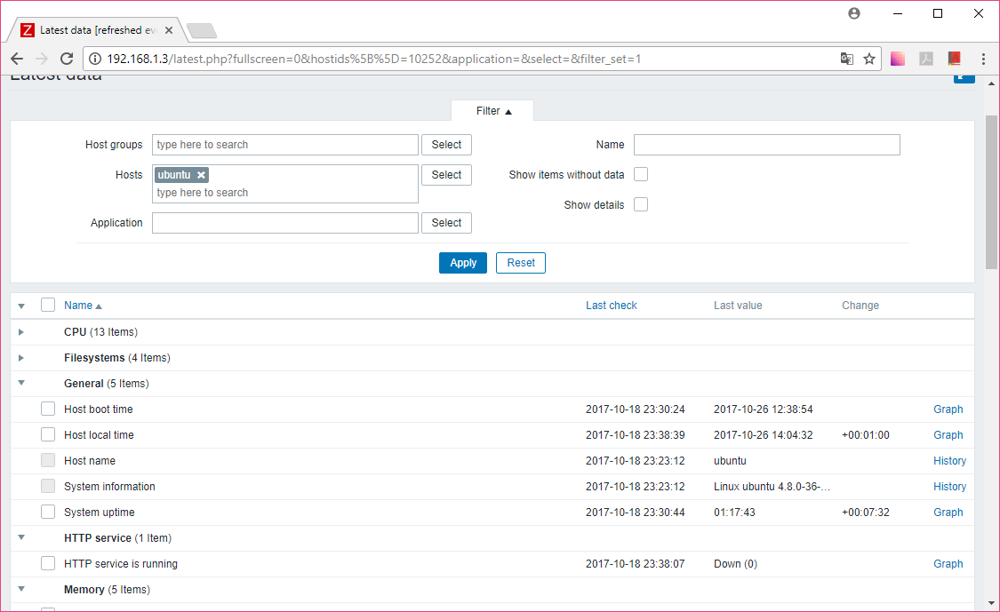 Z Latest data [refreshed eve
192.168.1.3/latest.php?fullscreen=0&hostids%5B%5D=10252&application=&select=&filter_set=1
Latest data
Filter ▲
Host groups type here to search Select Name
Hosts ubuntu ✕ Select Show items without data
type here to search
Show details
Application Select
Apply Reset
Name ▲ Last check Last value Change
CPU (13 Items)
Filesystems (4 Items)
General (5 Items)
Host boot time 2017-10-18 23:30:24 2017-10-26 12:38:54 Graph
Host local time 2017-10-18 23:38:39 2017-10-26 14:04:32 +00:01:00 Graph
Host name 2017-10-18 23:23:12 ubuntu History
System information 2017-10-18 23:23:12 Linux ubuntu 4.8.0-36-... History
System uptime 2017-10-18 23:30:44 01:17:43 +00:07:32 Graph
HTTP service (1 Item)
HTTP service is running 2017-10-18 23:38:07 Down (0) Graph
Memory (5 Items)